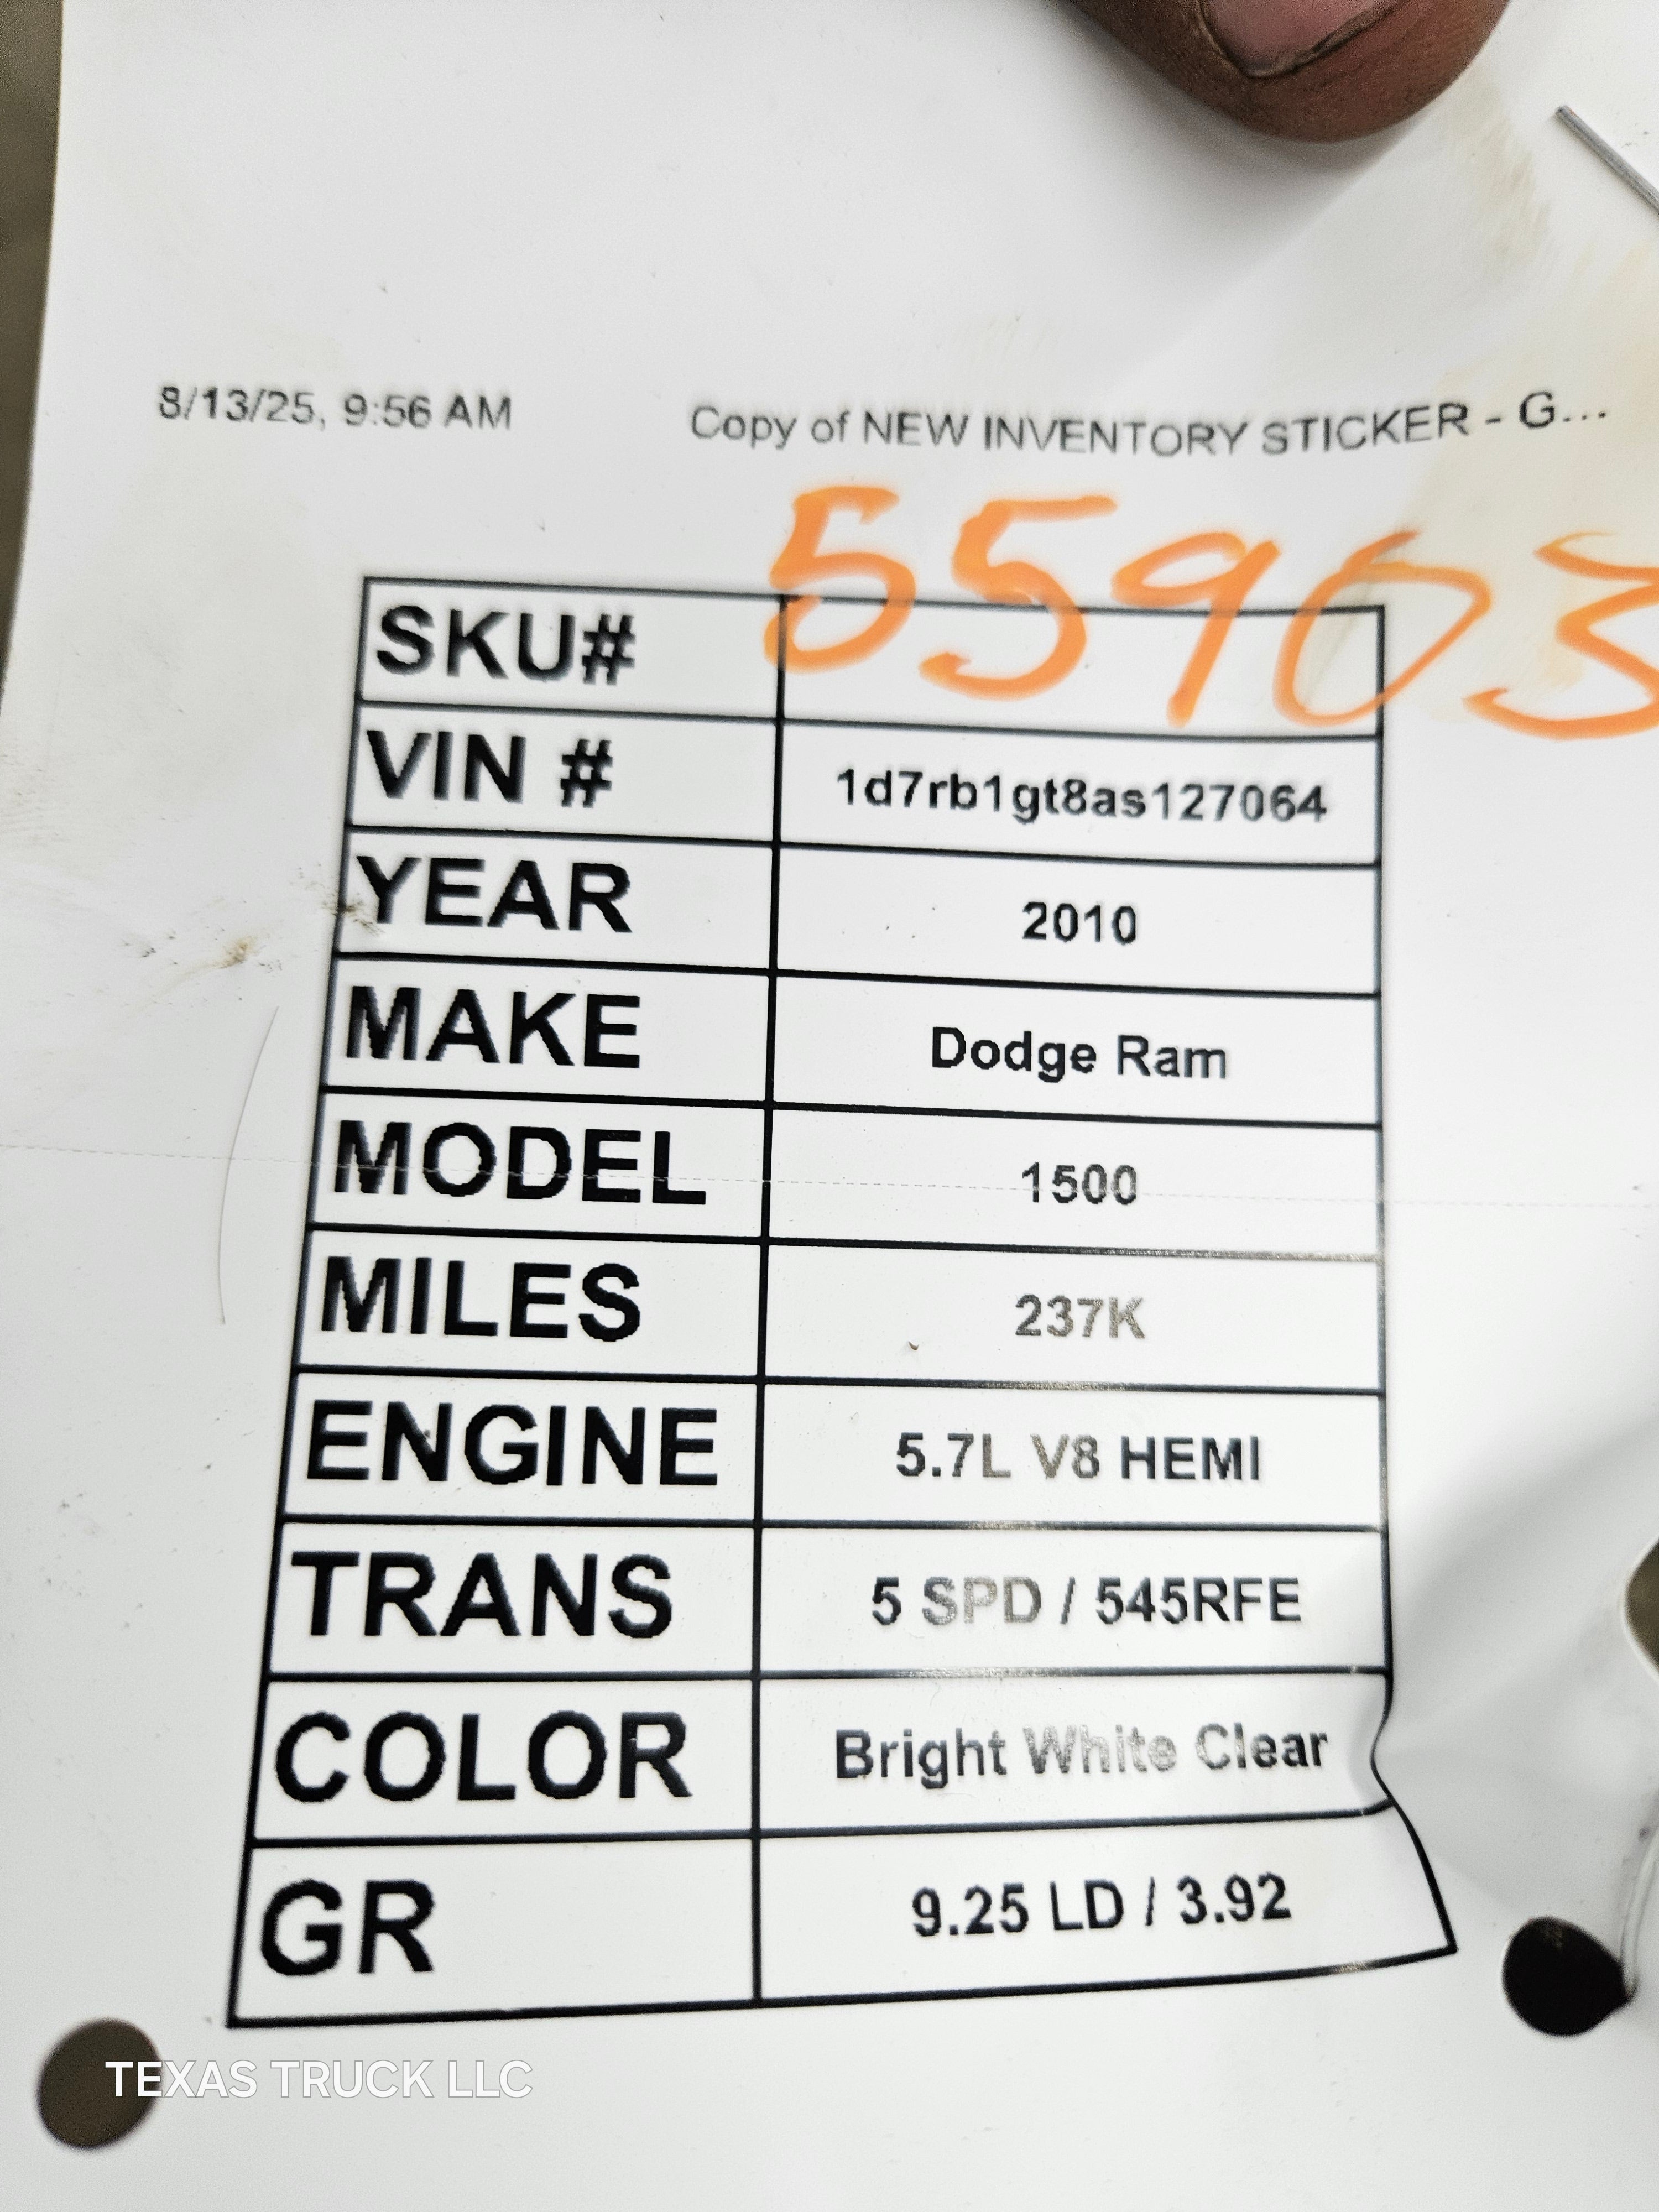 8/13/25, 9:56 AM Copy of NEW INVENTORY STICKER - G...
SKU# 55903
VIN # 1d7rb1gt8as127064
YEAR 2010
MAKE Dodge Ram
MODEL 1500
MILES 237K
ENGINE 5.7L V8 HEMI
TRANS 5 SPD / 545RFE
COLOR Bright White Clear
GR 9.25 LD / 3.92
TEXAS TRUCK LLC